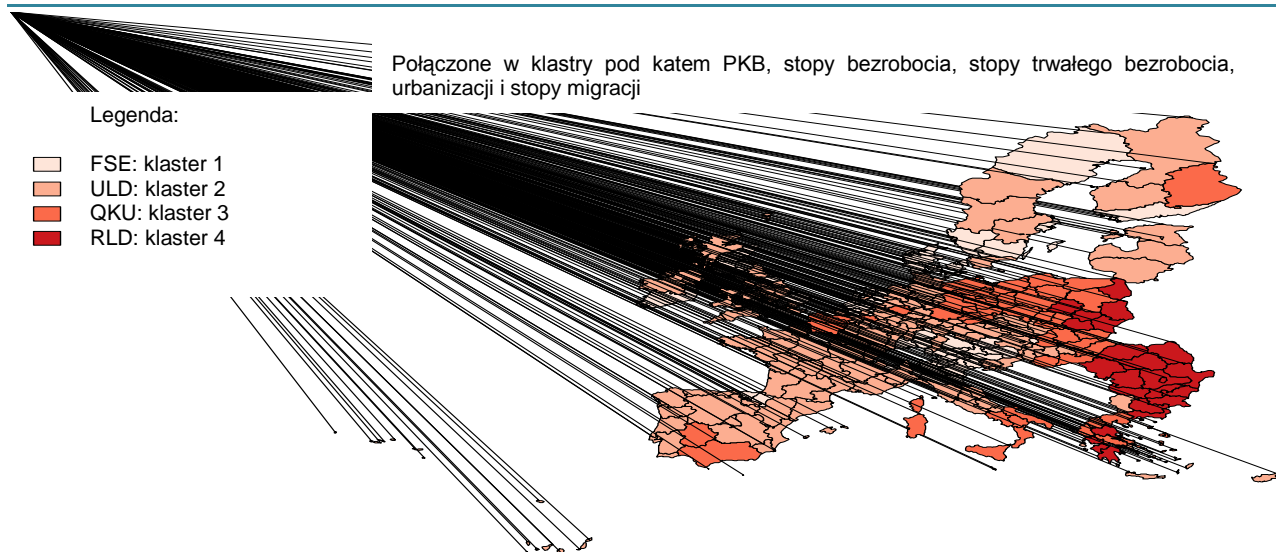 Połączone w klastry pod katem PKB, stopy bezrobocia, stopy trwałego bezrobocia,
urbanizacji i stopy migracji
Legenda:
FSE: klaster 1
ULD: klaster 2
QKU: klaster 3
RLD: klaster 4